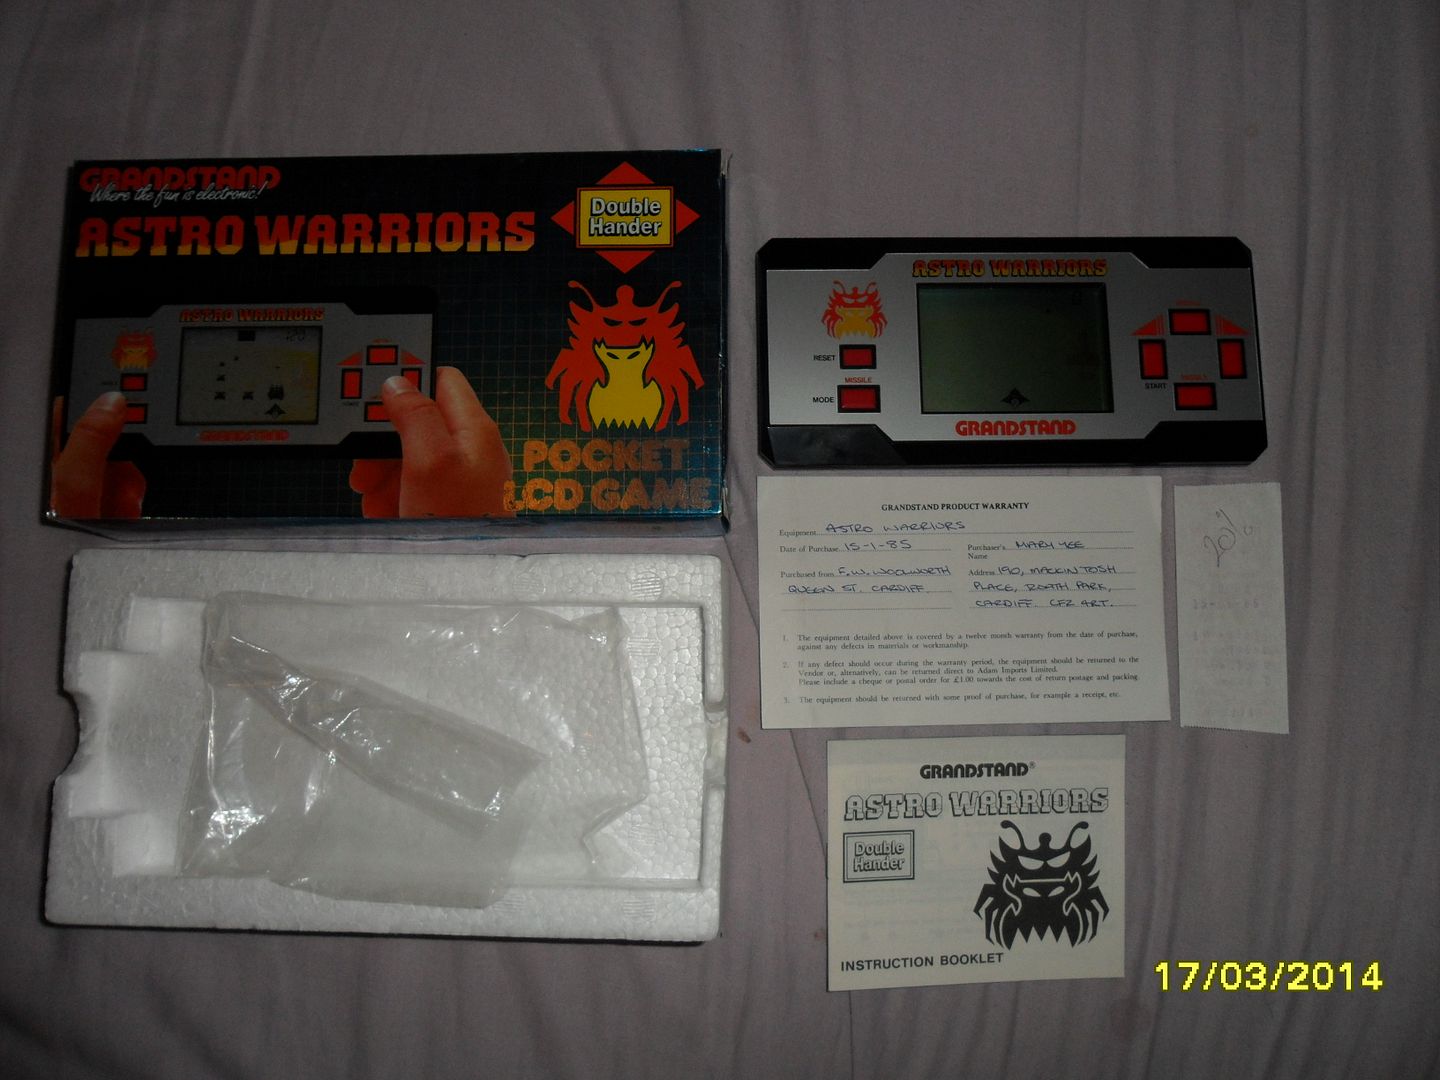 GRANDSTAND
Where the fun is electronic!
ASTRO WARRIORS
Double
Hander
ASTRO WARRIORS
GRANDSTAND
POCKET
LCD GAME
ASTRO WARRIORS
RESET
MISSILE
MODE
START
MISSILE
GRANDSTAND
GRANDSTAND PRODUCT WARRANTY
Equipment ASTRO WARRIORS
Date of Purchase 15-1-85
Purchaser's Name MARY YEE
Purchased from F.W. WOOLWORTH
QUEEN ST. CARDIFF.
Address 190, MACKINTOSH
PLACE, ROATH PARK,
CARDIFF. CF2 4RT.
1. The equipment detailed above is covered by a twelve month warranty from the date of purchase,
against any defects in materials or workmanship.
2. If any defect should occur during the warranty period, the equipment should be returned to the
Vendor or, alternatively, can be returned direct to Adam Imports Limited.
Please include a cheque or postal order for £1.00 towards the cost of return postage and packing
3. The equipment should be returned with some proof of purchase, for example a receipt, etc.
20%
GRANDSTAND®
ASTRO WARRIORS
Double
Hander
INSTRUCTION BOOKLET
17/03/2014